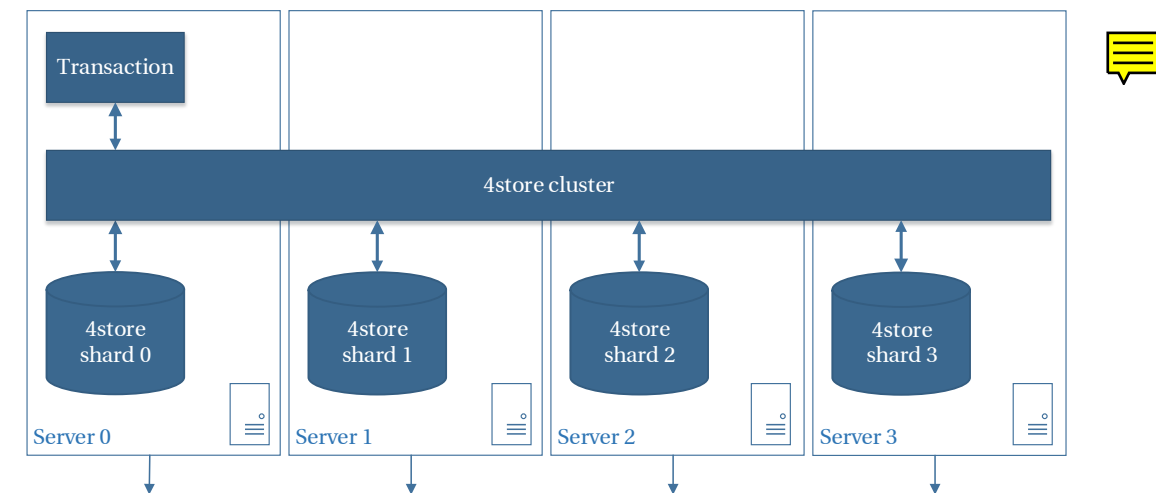 Transaction
4store cluster
4store
shard 0
4store
shard 1
4store
shard 2
4store
shard 3
Server 0
Server 1
Server 2
Server 3